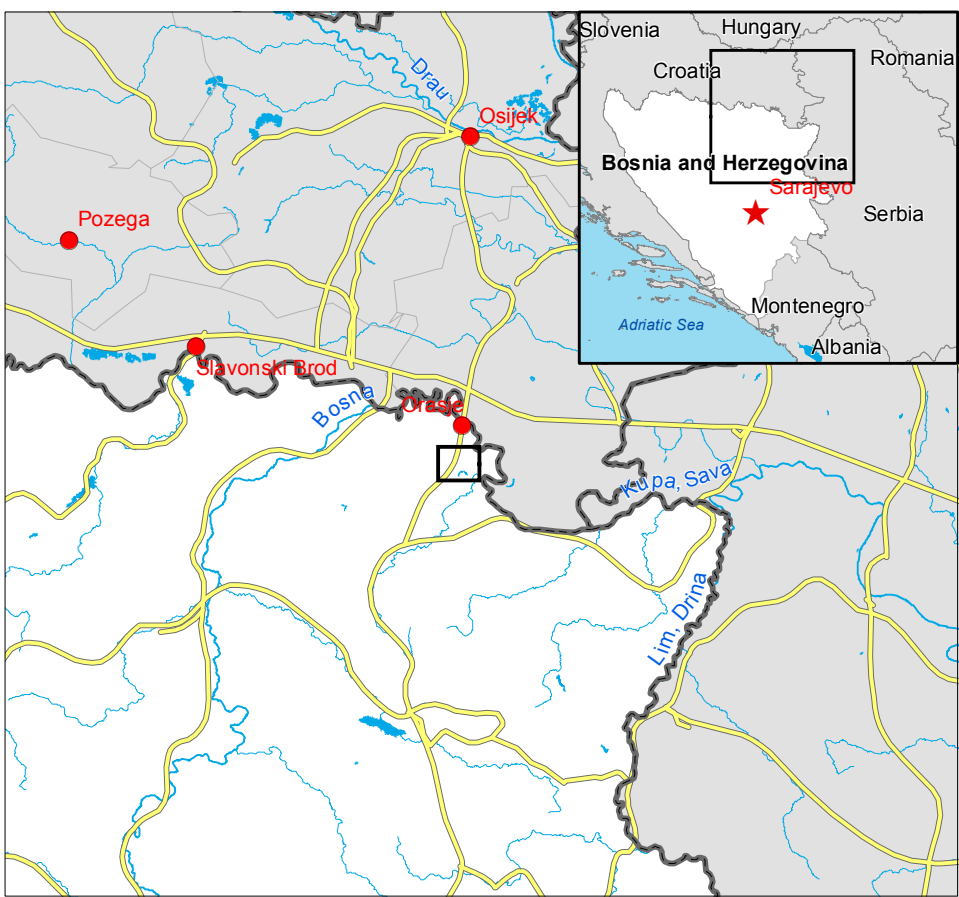 Slovenia
Hungary
Romania
Croatia
Bosnia and Herzegovina
Sarajevo
Serbia
Montenegro
Adriatic Sea
Albania
Drau
Osijek
Pozega
Slavonski Brod
Bosna
Orasje
Kupa, Sava
Lim, Drina